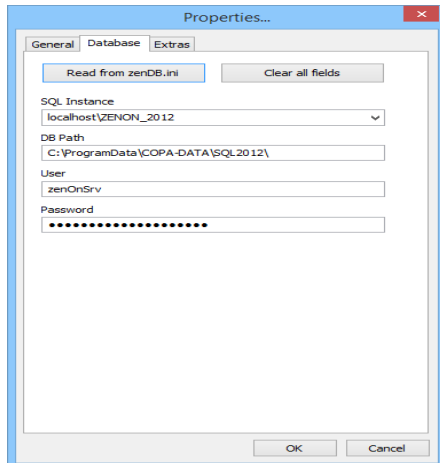 Properties...
General Database Extras
Read from zenDB.ini Clear all fields
SQL Instance
localhost\ZENON_2012
DB Path
C:\ProgramData\COPA-DATA\SQL2012\
User
zenOnSrv
Password
●●●●●●●●●●●●●●●●●●●●
OK Cancel